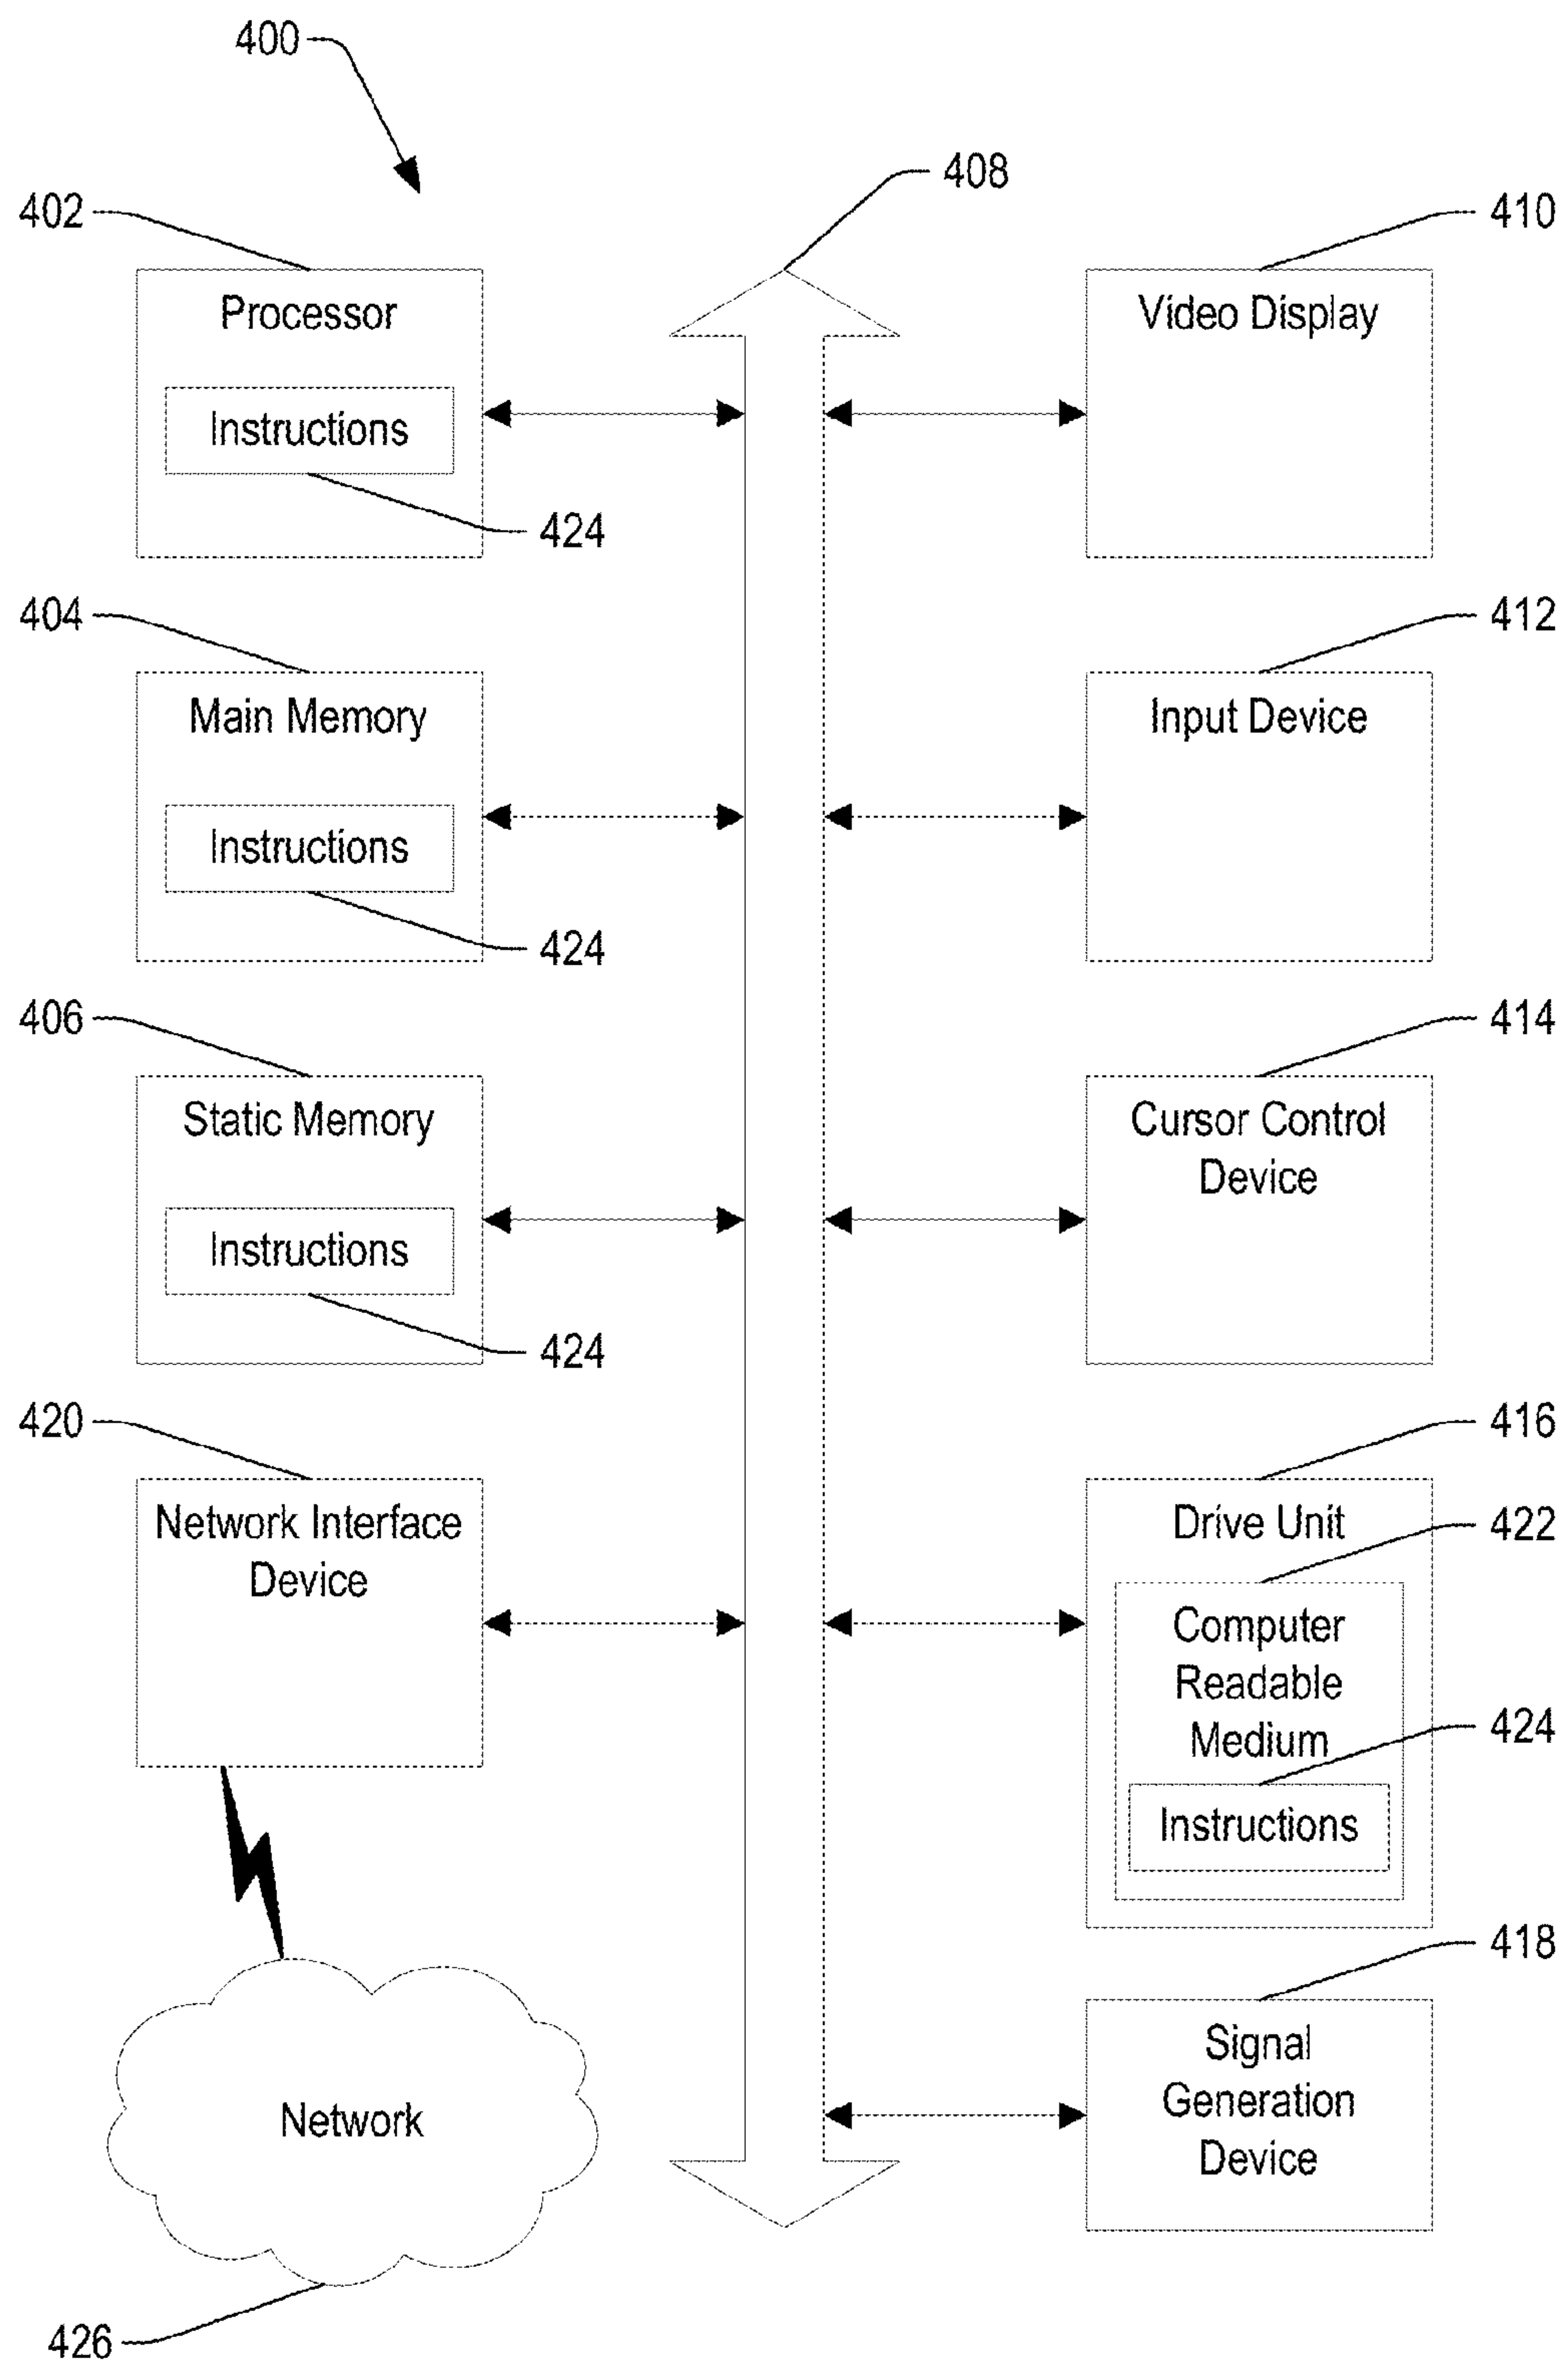 400
408
402
Processor
Instructions
424
404
Main Memory
Instructions
424
406
Static Memory
Instructions
424
420
Network Interface
Device
Network
426
410
Video Display
412
Input Device
414
Cursor Control
Device
416
Drive Unit
422
Computer
Readable
Medium
424
Instructions
418
Signal
Generation
Device